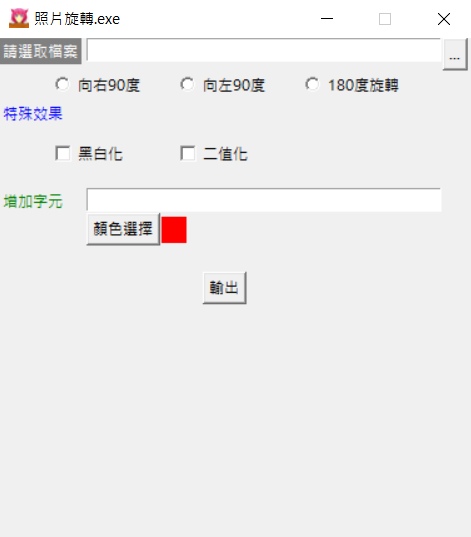 照片旋轉.exe
請選取檔案 ...
向右90度 向左90度 180度旋轉
特殊效果
黑白化 二值化
增加字元
顏色選擇
輸出